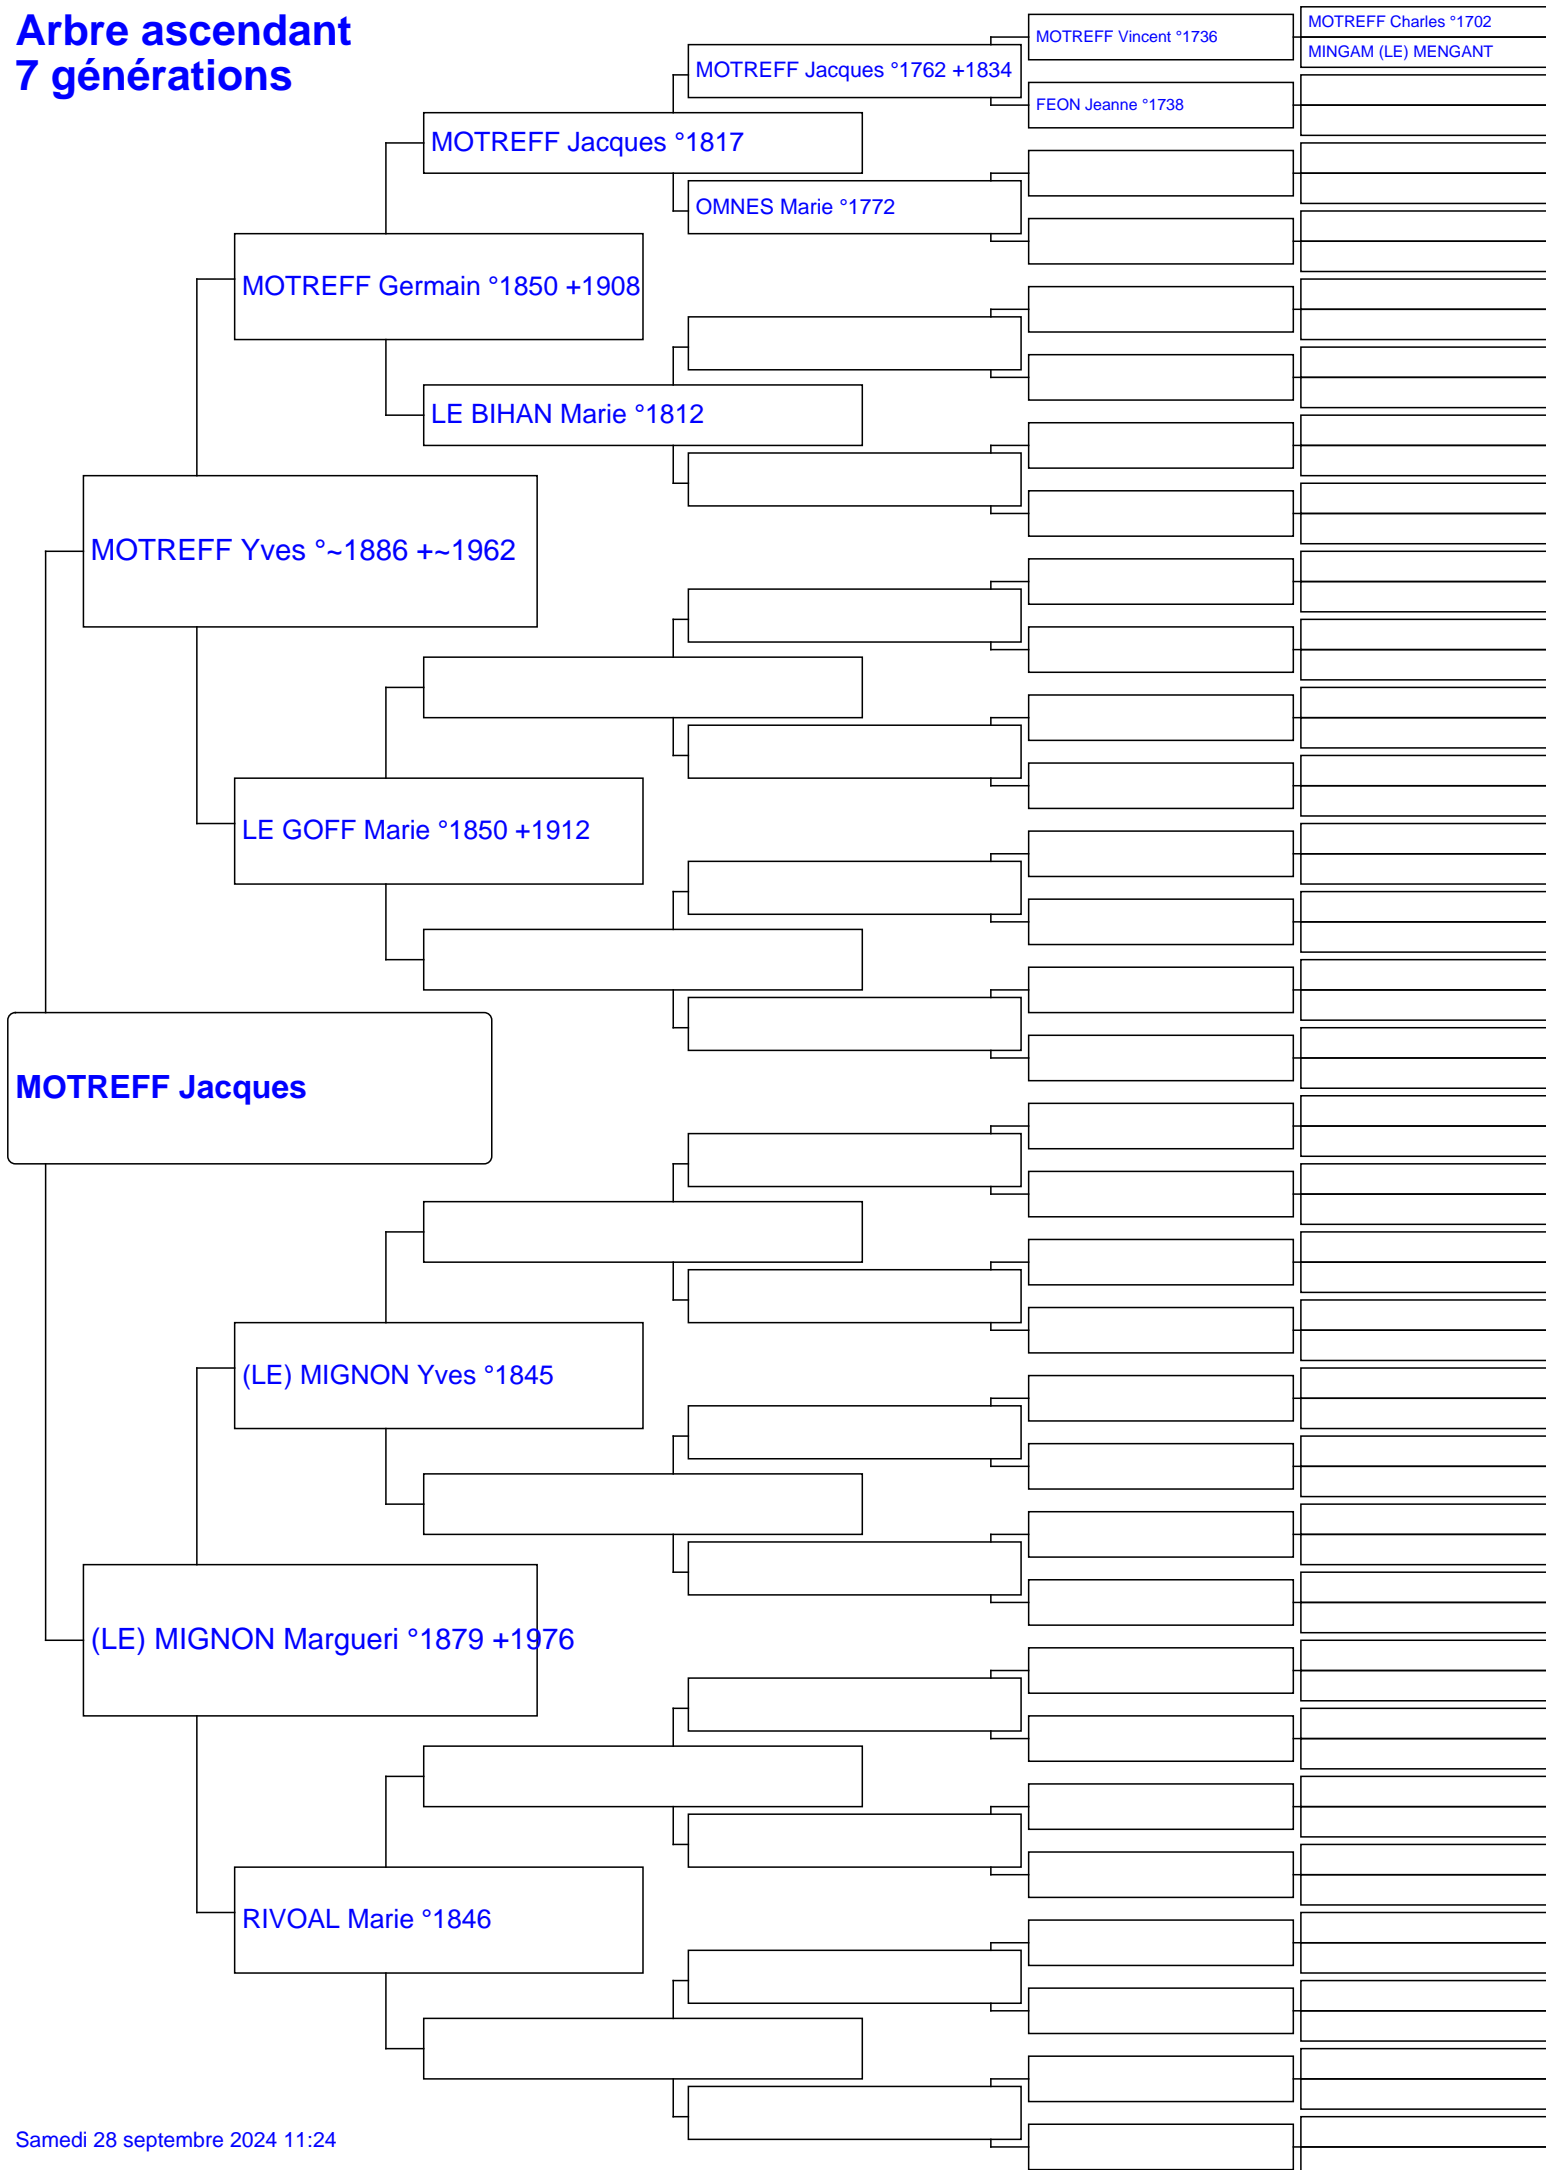 Arbre ascendant
7 générations
MOTREFF Charles °1702
MOTREFF Vincent °1736
MINGAM (LE) MENGANT
MOTREFF Jacques °1762 +1834
FEON Jeanne °1738
MOTREFF Jacques °1817
OMNES Marie °1772
MOTREFF Germain °1850 +1908
LE BIHAN Marie °1812
MOTREFF Yves °~1886 +~1962
LE GOFF Marie °1850 +1912
MOTREFF Jacques
(LE) MIGNON Yves °1845
(LE) MIGNON Margueri °1879 +1976
RIVOAL Marie °1846
Samedi 28 septembre 2024 11:24